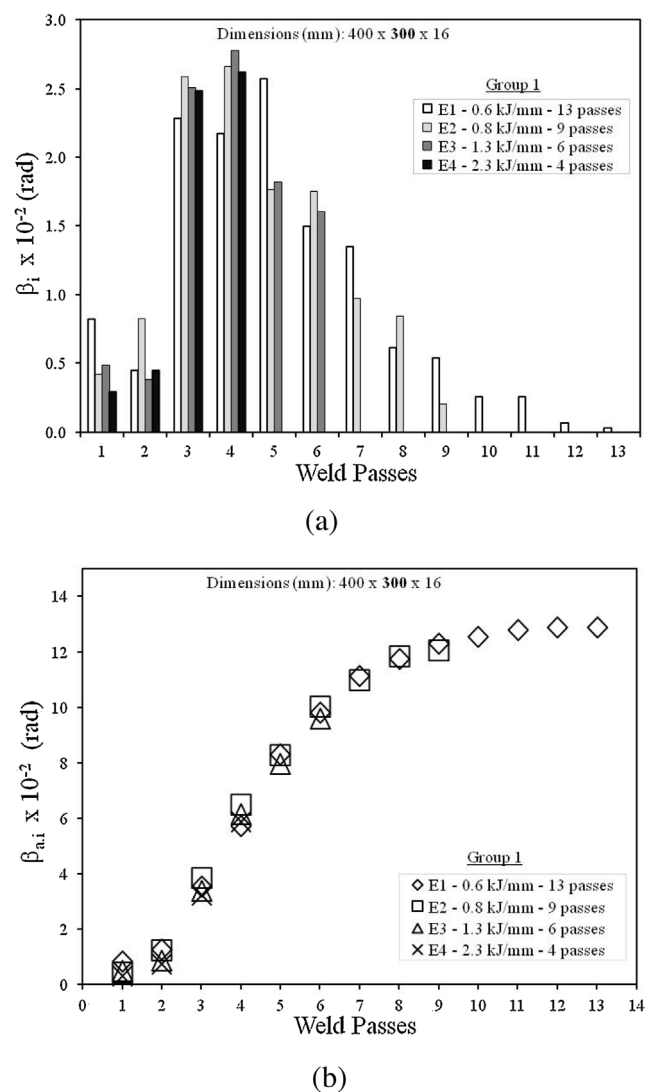 Dimensions (mm): 400 x 300 x 16
Group 1
E1 - 0.6 kJ/mm - 13 passes
E2 - 0.8 kJ/mm - 9 passes
E3 - 1.3 kJ/mm - 6 passes
E4 - 2.3 kJ/mm - 4 passes
βi x 10-2 (rad)
3.0
2.5
2.0
1.5
1.0
0.5
0.0
1 2 3 4 5 6 7 8 9 10 11 12 13
Weld Passes
(a)
Dimensions (mm): 400 x 300 x 16
βa.i x 10-2 (rad)
14
12
10
8
6
4
2
0
Group 1
E1 - 0.6 kJ/mm - 13 passes
E2 - 0.8 kJ/mm - 9 passes
E3 - 1.3 kJ/mm - 6 passes
E4 - 2.3 kJ/mm - 4 passes
0 1 2 3 4 5 6 7 8 9 10 11 12 13 14
Weld Passes
(b)